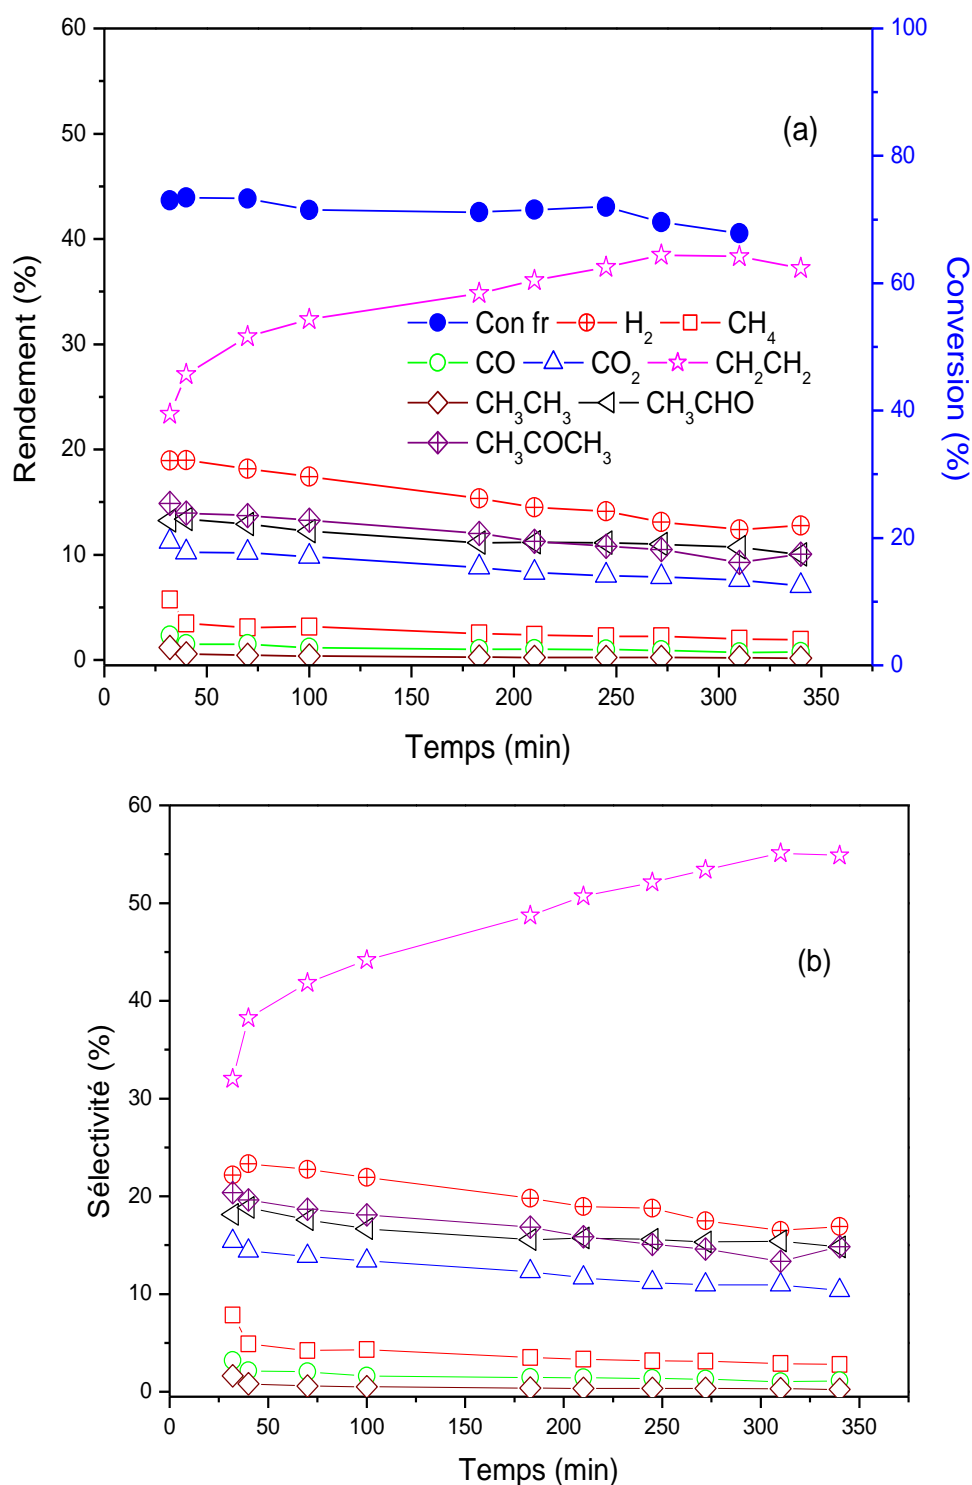 60
100
(a)
50
80
40
60
Rendement (%)
Conversion (%)
Con fr H₂ CH₄
30
CO CO₂ CH₂CH₂
40
CH₃CH₃ CH₃CHO
20
CH₃COCH₃
20
10
0
0
0 50 100 150 200 250 300 350
Temps (min)
60
50
(b)
40
Sélectivité (%)
30
20
10
0
0 50 100 150 200 250 300 350
Temps (min)